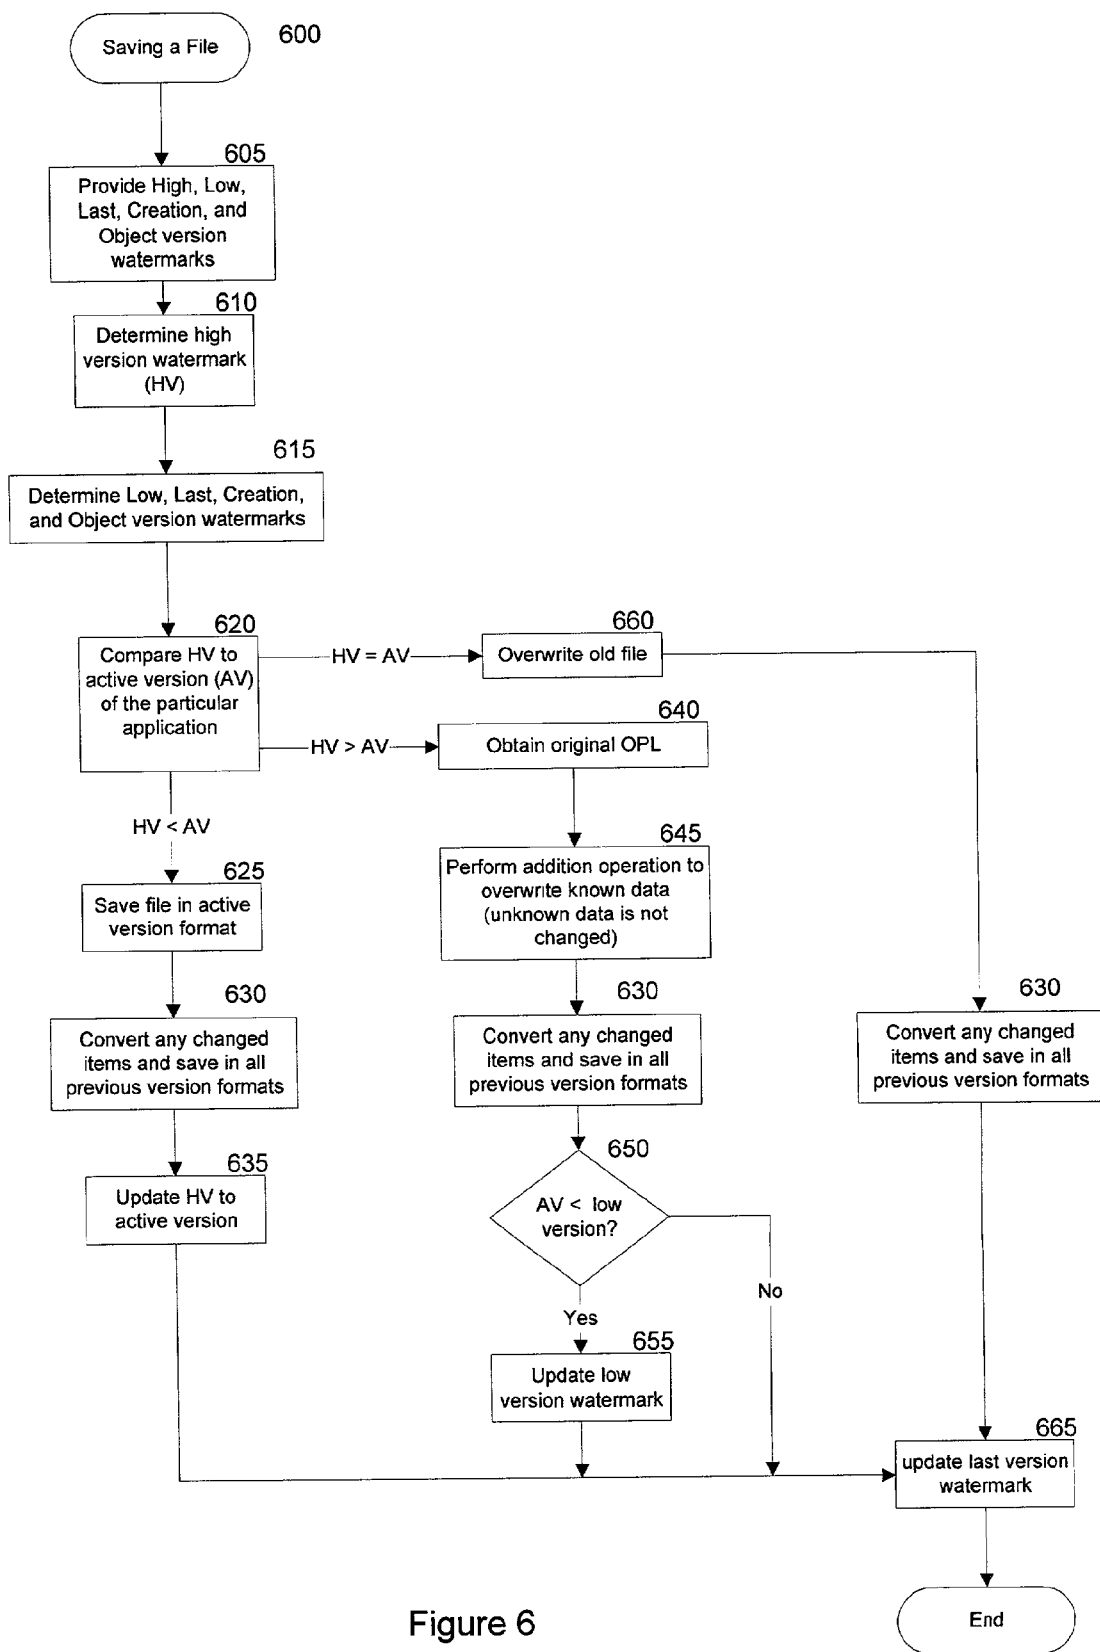 Saving a File
600
605
Provide High, Low,
Last, Creation, and
Object version
watermarks
610
Determine high
version watermark
(HV)
615
Determine Low, Last, Creation,
and Object version watermarks
620
Compare HV to
active version (AV)
of the particular
application
HV = AV
660
Overwrite old file
HV > AV
640
Obtain original OPL
HV < AV
625
Save file in active
version format
645
Perform addition operation to
overwrite known data
(unknown data is not
changed)
630
Convert any changed
items and save in all
previous version formats
630
Convert any changed
items and save in all
previous version formats
630
Convert any changed
items and save in all
previous version formats
635
Update HV to
active version
650
AV < low
version?
Yes
No
655
Update low
version watermark
665
update last version
watermark
End
Figure 6